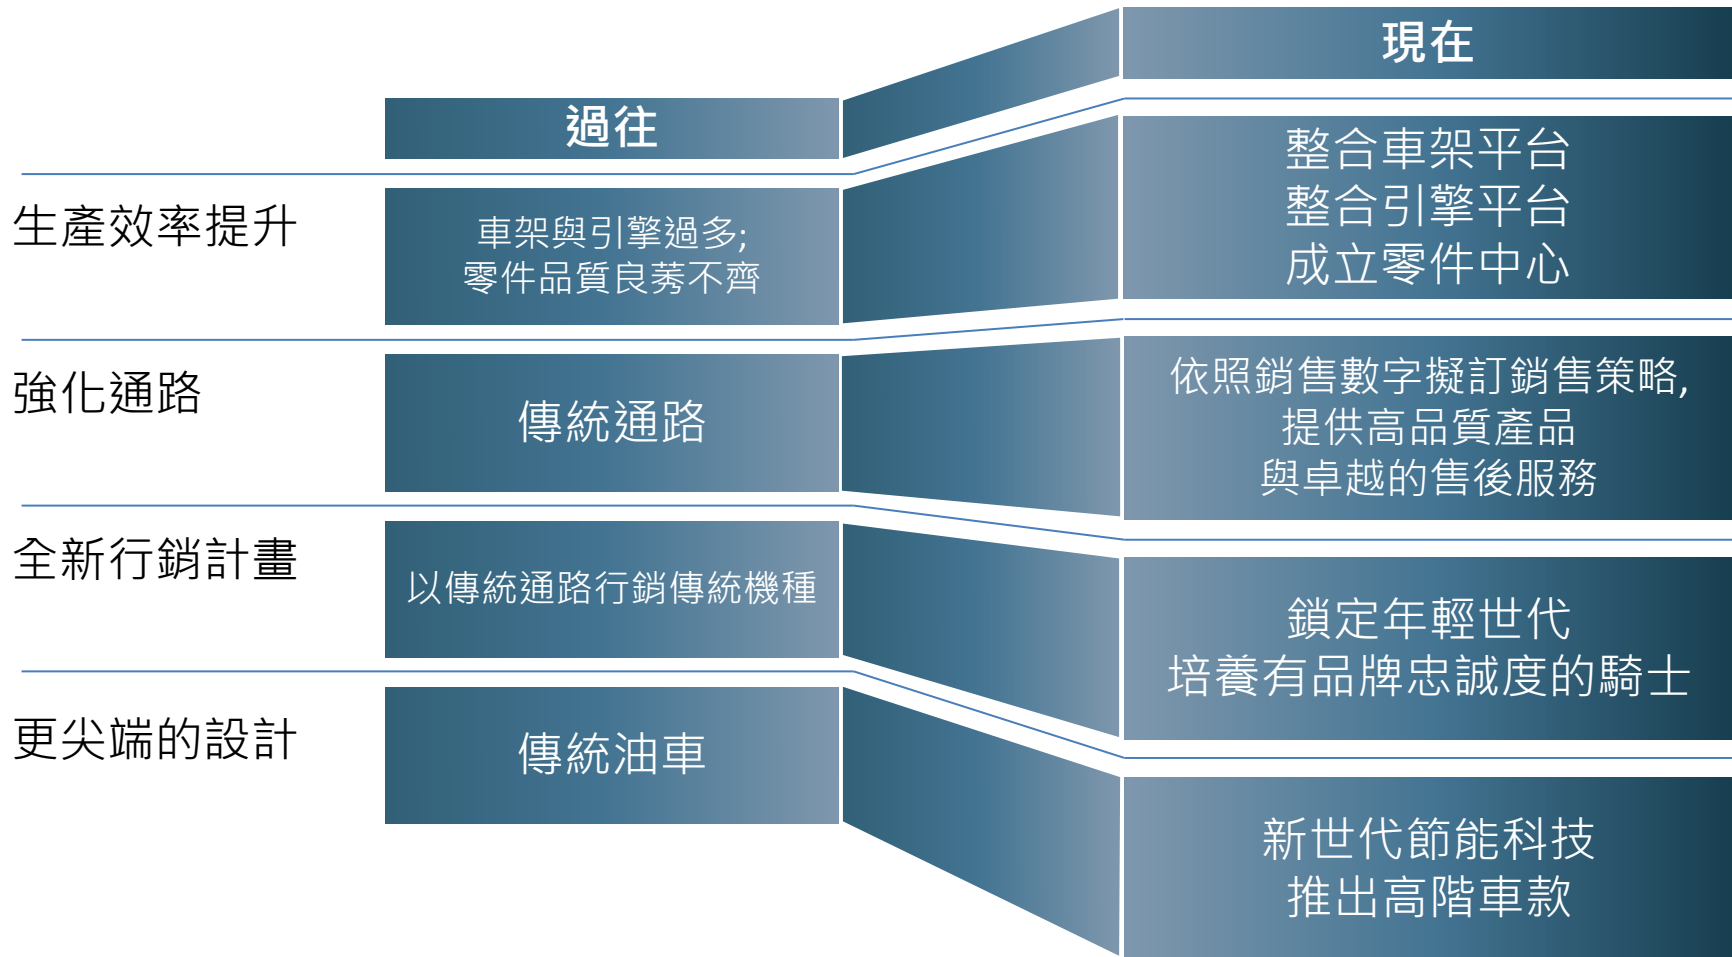 過往
現在
生產效率提升
車架與引擎過多;
零件品質良莠不齊
整合車架平台
整合引擎平台
成立零件中心
強化通路
傳統通路
依照銷售數字擬訂銷售策略,
提供高品質產品
與卓越的售後服務
全新行銷計畫
以傳統通路行銷傳統機種
鎖定年輕世代
培養有品牌忠誠度的騎士
更尖端的設計
傳統油車
新世代節能科技
推出高階車款